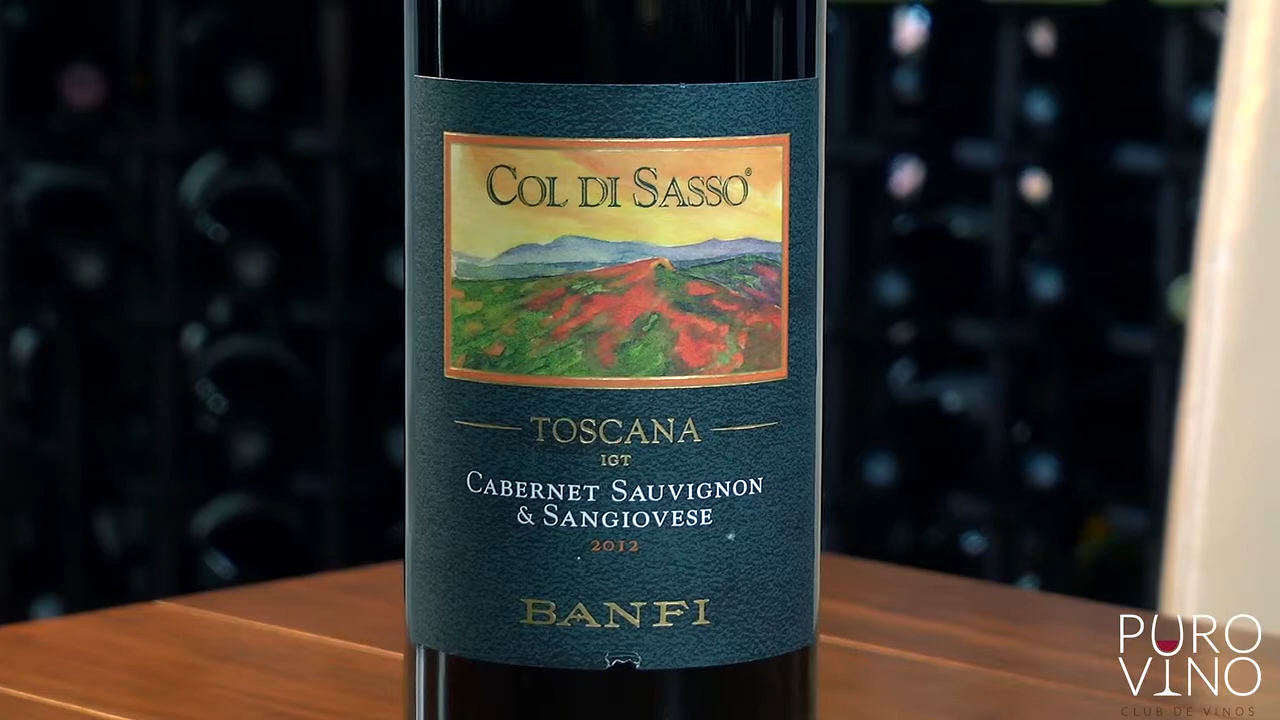 COL DI SASSO®
TOSCANA
IGT
CABERNET SAUVIGNON
& SANGIOVESE
2012
BANFI
PURO
VINO
CLUB DE VINOS